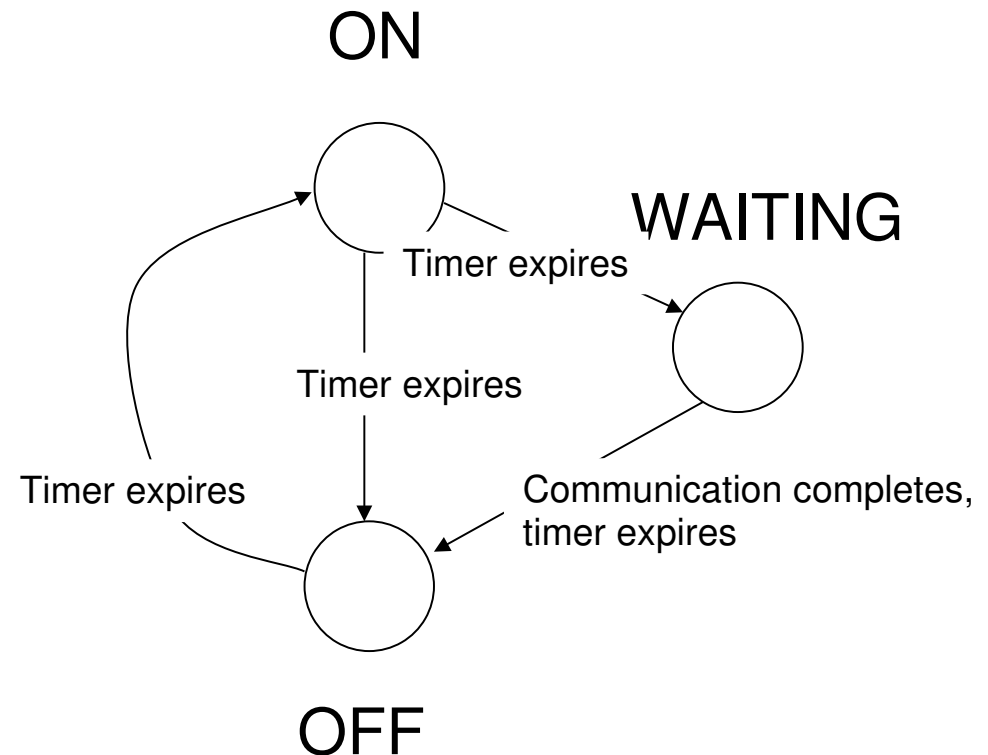 ON
WAITING
Timer expires
Timer expires
Timer expires
Communication completes,
timer expires
OFF